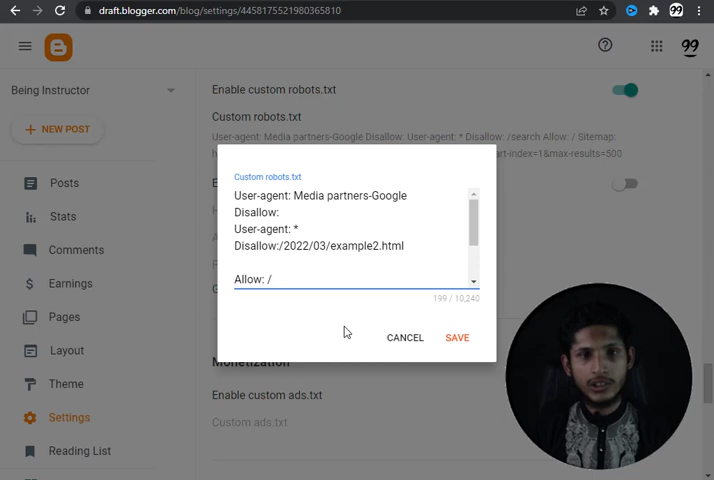 draft.blogger.com/blog/settings/4458175521980365810
99
Being Instructor
NEW POST
Posts
Stats
Comments
Earnings
Pages
Layout
Theme
Settings
Reading List
Enable custom robots.txt
Custom robots.txt
User-agent: Media partners-Google Disallow: User-agent: * Disallow: /search Allow: / Sitemap:
art-index=1&max-results=500
Custom robots.txt
User-agent: Media partners-Google
Disallow:
User-agent: *
Disallow:/2022/03/example2.html
Allow: /
199 / 10,240
CANCEL
SAVE
Monetization
Enable custom ads.txt
Custom ads.txt